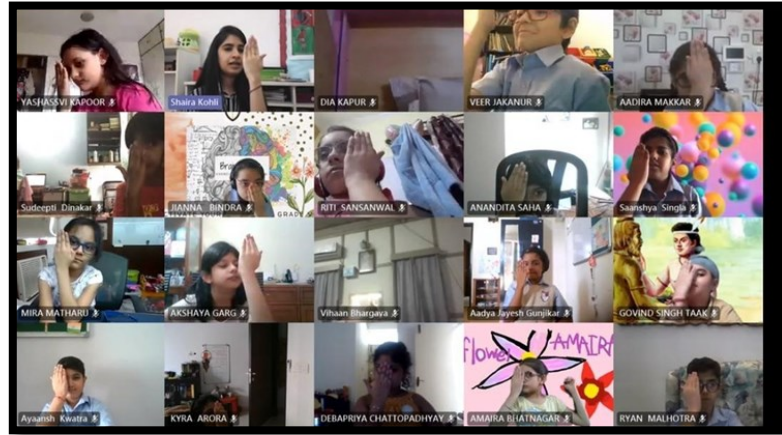 YASHASSVI KAPOOR
Shaira Kohli
DIA KAPUR
VEER JAKANUR
AADIRA MAKKAR
Sudeepti Dinakar
JIANNA BINDRA
RITI SANSANWAL
ANANDITA SAHA
Saanshya Singla
Bra
GRAD
MIRA MATHARU
AKSHAYA GARG
Vihaan Bhargava
Aadya Jayesh Gunjikar
GOVIND SINGH TAAK
flower AMAIRA
Ayaansh Kwatra
KYRA ARORA
DEBAPRIYA CHATTOPADHYAY
AMAIRA BHATNAGAR
RYAN MALHOTRA